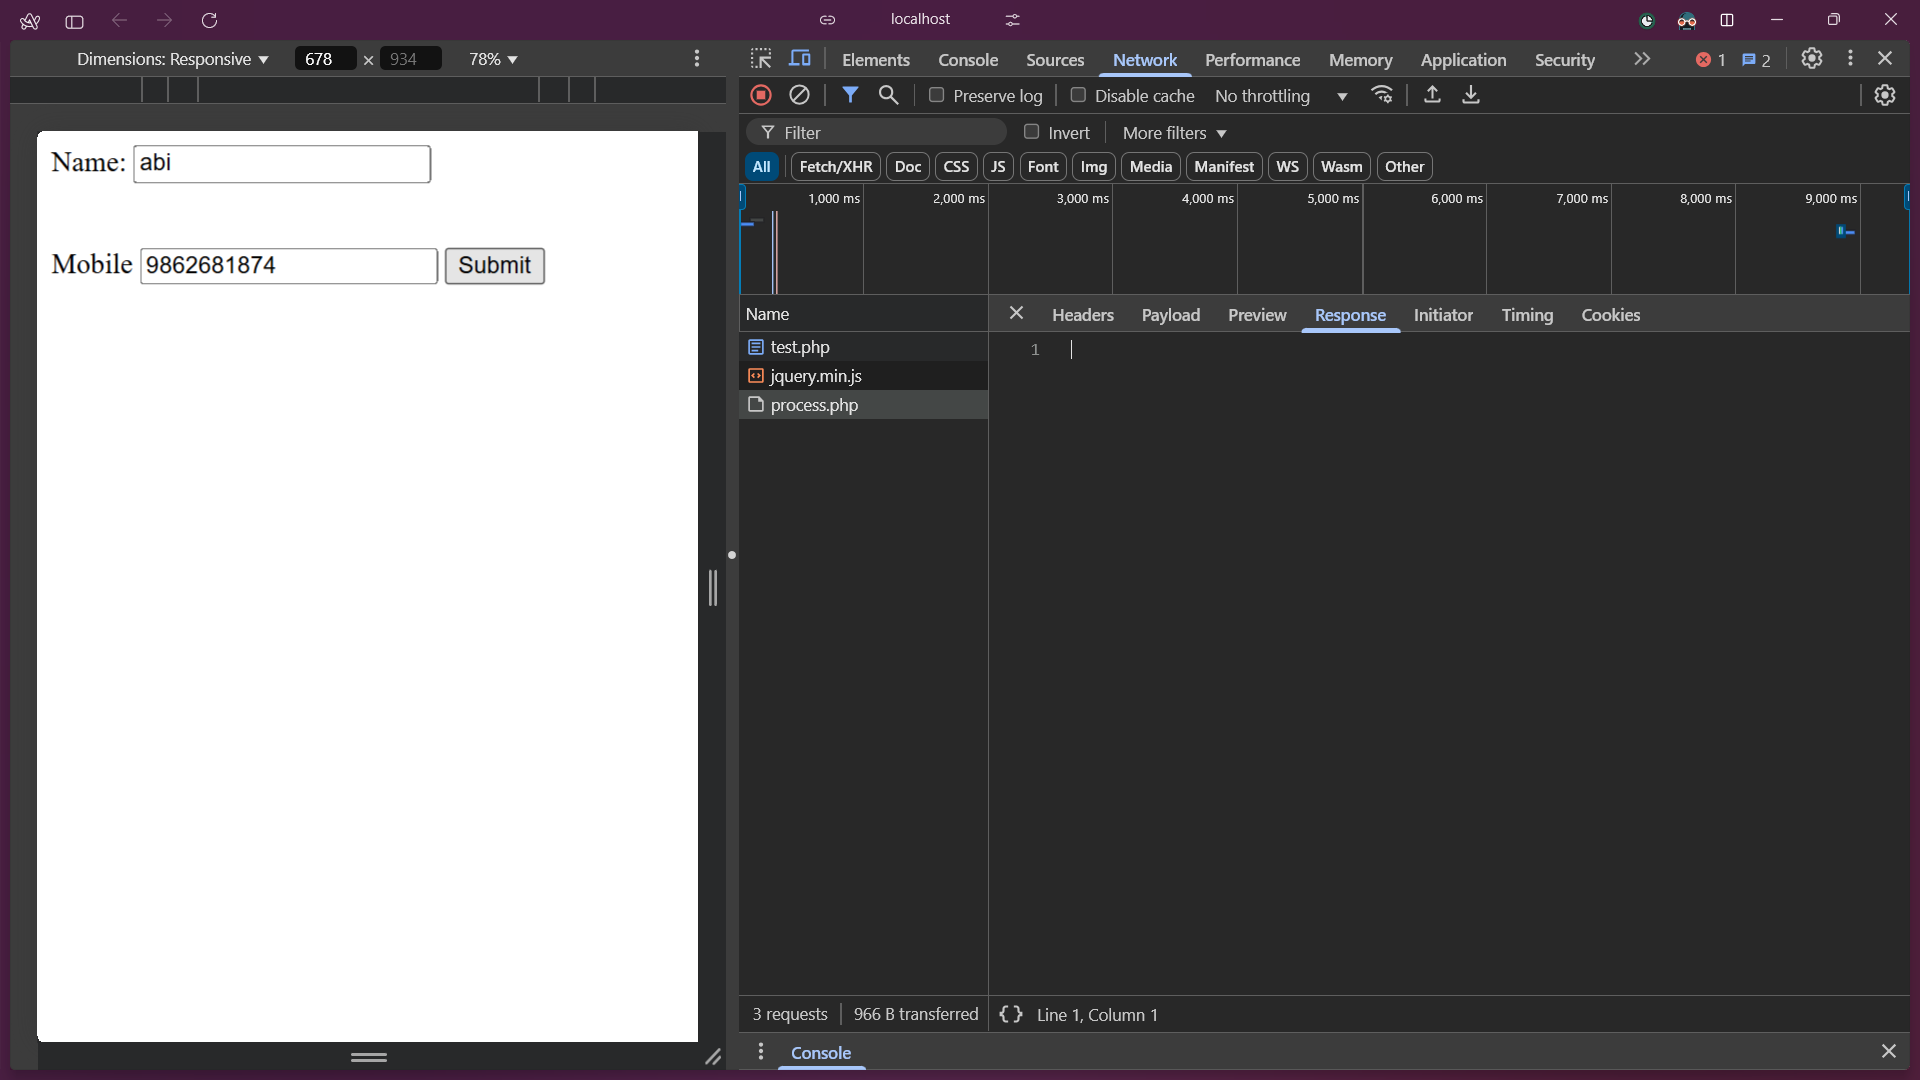 localhost
Dimensions: Responsive ▼ 678 × 934 78% ▼
Elements Console Sources Network Performance Memory Application Security 1 2
Preserve log Disable cache No throttling ▼
Filter Invert More filters ▼
All Fetch/XHR Doc CSS JS Font Img Media Manifest WS Wasm Other
1,000 ms 2,000 ms 3,000 ms 4,000 ms 5,000 ms 6,000 ms 7,000 ms 8,000 ms 9,000 ms
Name: abi
Mobile 9862681874 Submit
Name
Headers Payload Preview Response Initiator Timing Cookies
test.php
jquery.min.js
process.php
1
3 requests 966 B transferred {} Line 1, Column 1
Console